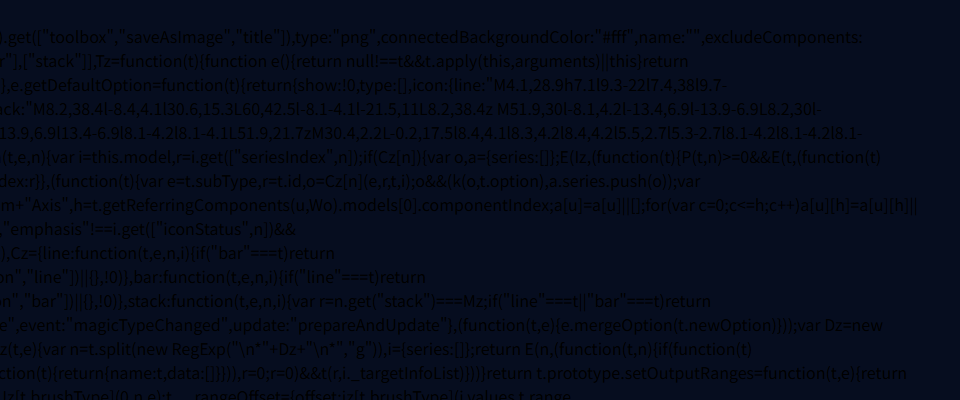 .get(["toolbox","saveAsImage","title"]),type:"png",connectedBackgroundColor:"#fff",name:"",excludeComponents:
r"],["stack"]],Tz=function(t){function e(){return null!==t&&t.apply(this,arguments)||this}return
],e.getDefaultOption=function(t){return{show:!0,type:[],icon:{line:"M4.1,28.9h7.1l9.3-22l7.4,38l9.7-
ck:"M8.2,38.4l-8.4,4.1l30.6,15.3L60,42.5l-8.1-4.1l-21.5,11L8.2,38.4z M51.9,30l-8.1,4.2l-13.4,6.9l-13.9-6.9L8.2,30l-
13.9,6.9l13.4-6.9l8.1-4.2l8.1-4.1L51.9,21.7zM30.4,2.2L-0.2,17.5l8.4,4.1l8.3,4.2l8.4,4.2l5.5,2.7l5.3-2.7l8.1-4.2l8.1-4.2l8.1-
(t,e,n){var i=this.model,r=i.get(["seriesIndex",n]);if(Cz[n]){var o,a={series:[]};E(Iz,(function(t){P(t,n)>=0&&E(t,(function(t)
dex:r}),(function(t){var e=t.subType,r=t.id,o=Cz[n](e,r,t,i);o&&(k(o,t.option),a.series.push(o));var
m+"Axis",h=t.getReferringComponents(u,Wo).models[0].componentIndex;a[u]=a[u]||[];for(var c=0;c<=h;c++)a[u][h]=a[u][h]||
,"emphasis"!==i.get(["iconStatus",n])&&
),Cz={line:function(t,e,n,i){if("bar"===t)return
on","line"])||{},!0)},bar:function(t,e,n,i){if("line"===t)return
on","bar"])||{},!0)},stack:function(t,e,n,i){var r=n.get("stack")===Mz;if("line"===t||"bar"===t)return
e",event:"magicTypeChanged",update:"prepareAndUpdate"},(function(t,e){e.mergeOption(t.newOption)}));var Dz=new
z(t,e){var n=t.split(new RegExp("\n*"+Dz+"\n*","g")),i={series:[]};return E(n,(function(t,n){if(function(t)
ction(t){return{name:t,data:[]}})),r=0;r=0)&&t(r,i._targetInfoList)}))}return t.prototype.setOutputRanges=function(t,e){return